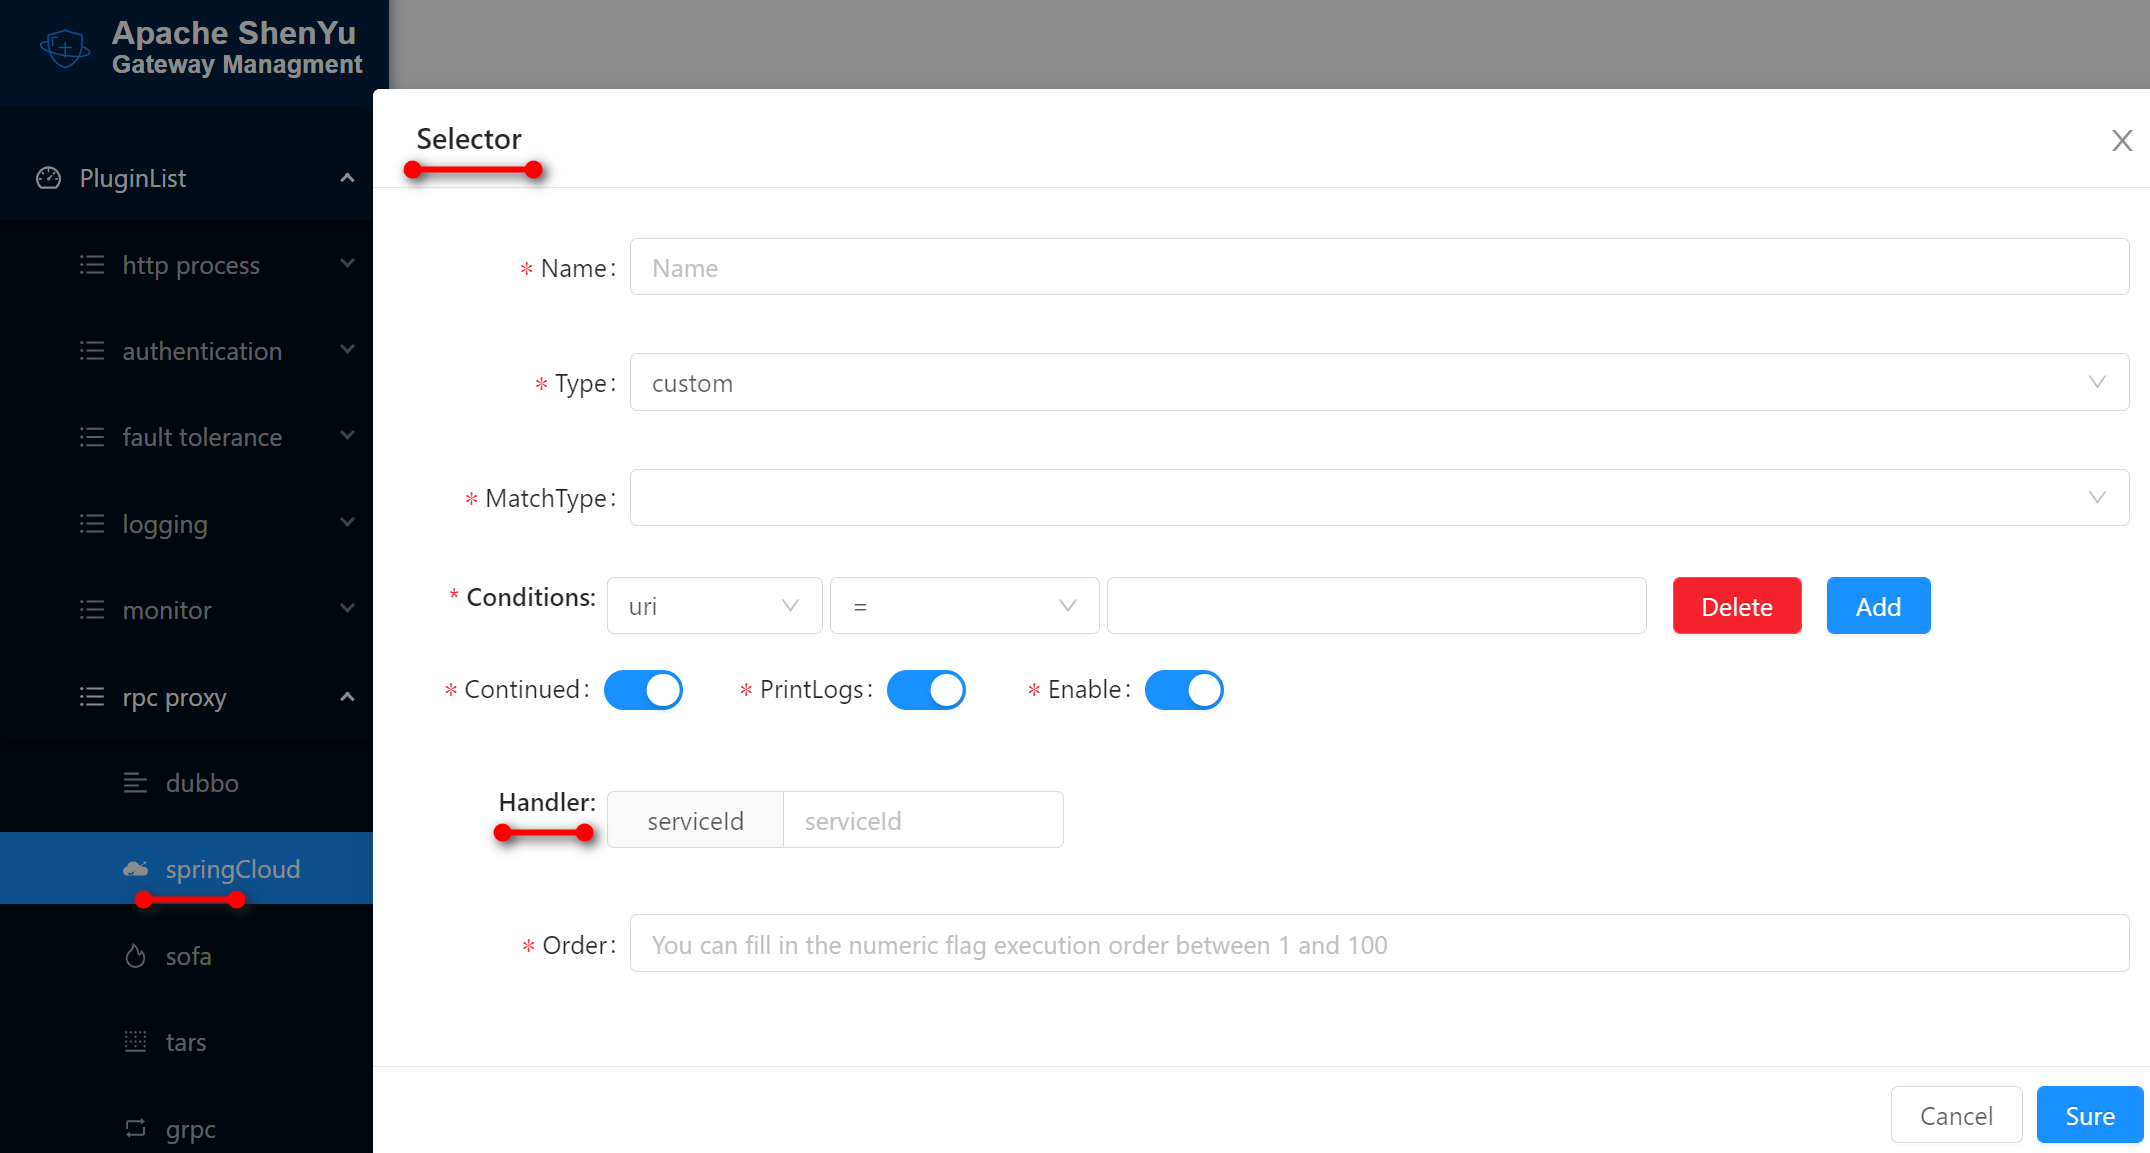 Apache ShenYu
Gateway Managment
PluginList
http process
authentication
fault tolerance
logging
monitor
rpc proxy
dubbo
springCloud
sofa
tars
grpc
Selector
X
* Name: Name
* Type: custom
* MatchType:
* Conditions: uri = Delete Add
* Continued: * PrintLogs: * Enable:
Handler: serviceId serviceId
* Order: You can fill in the numeric flag execution order between 1 and 100
Cancel Sure